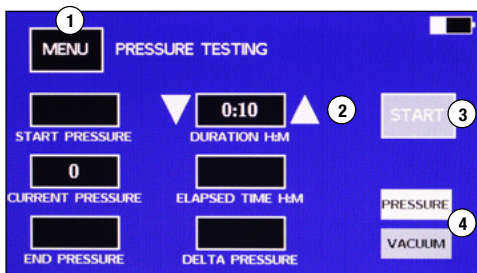 1
MENU PRESSURE TESTING
0:10 2
START 3
START PRESSURE DURATION H:M
0
CURRENT PRESSURE ELAPSED TIME H:M
PRESSURE
4
VACUUM
END PRESSURE DELTA PRESSURE